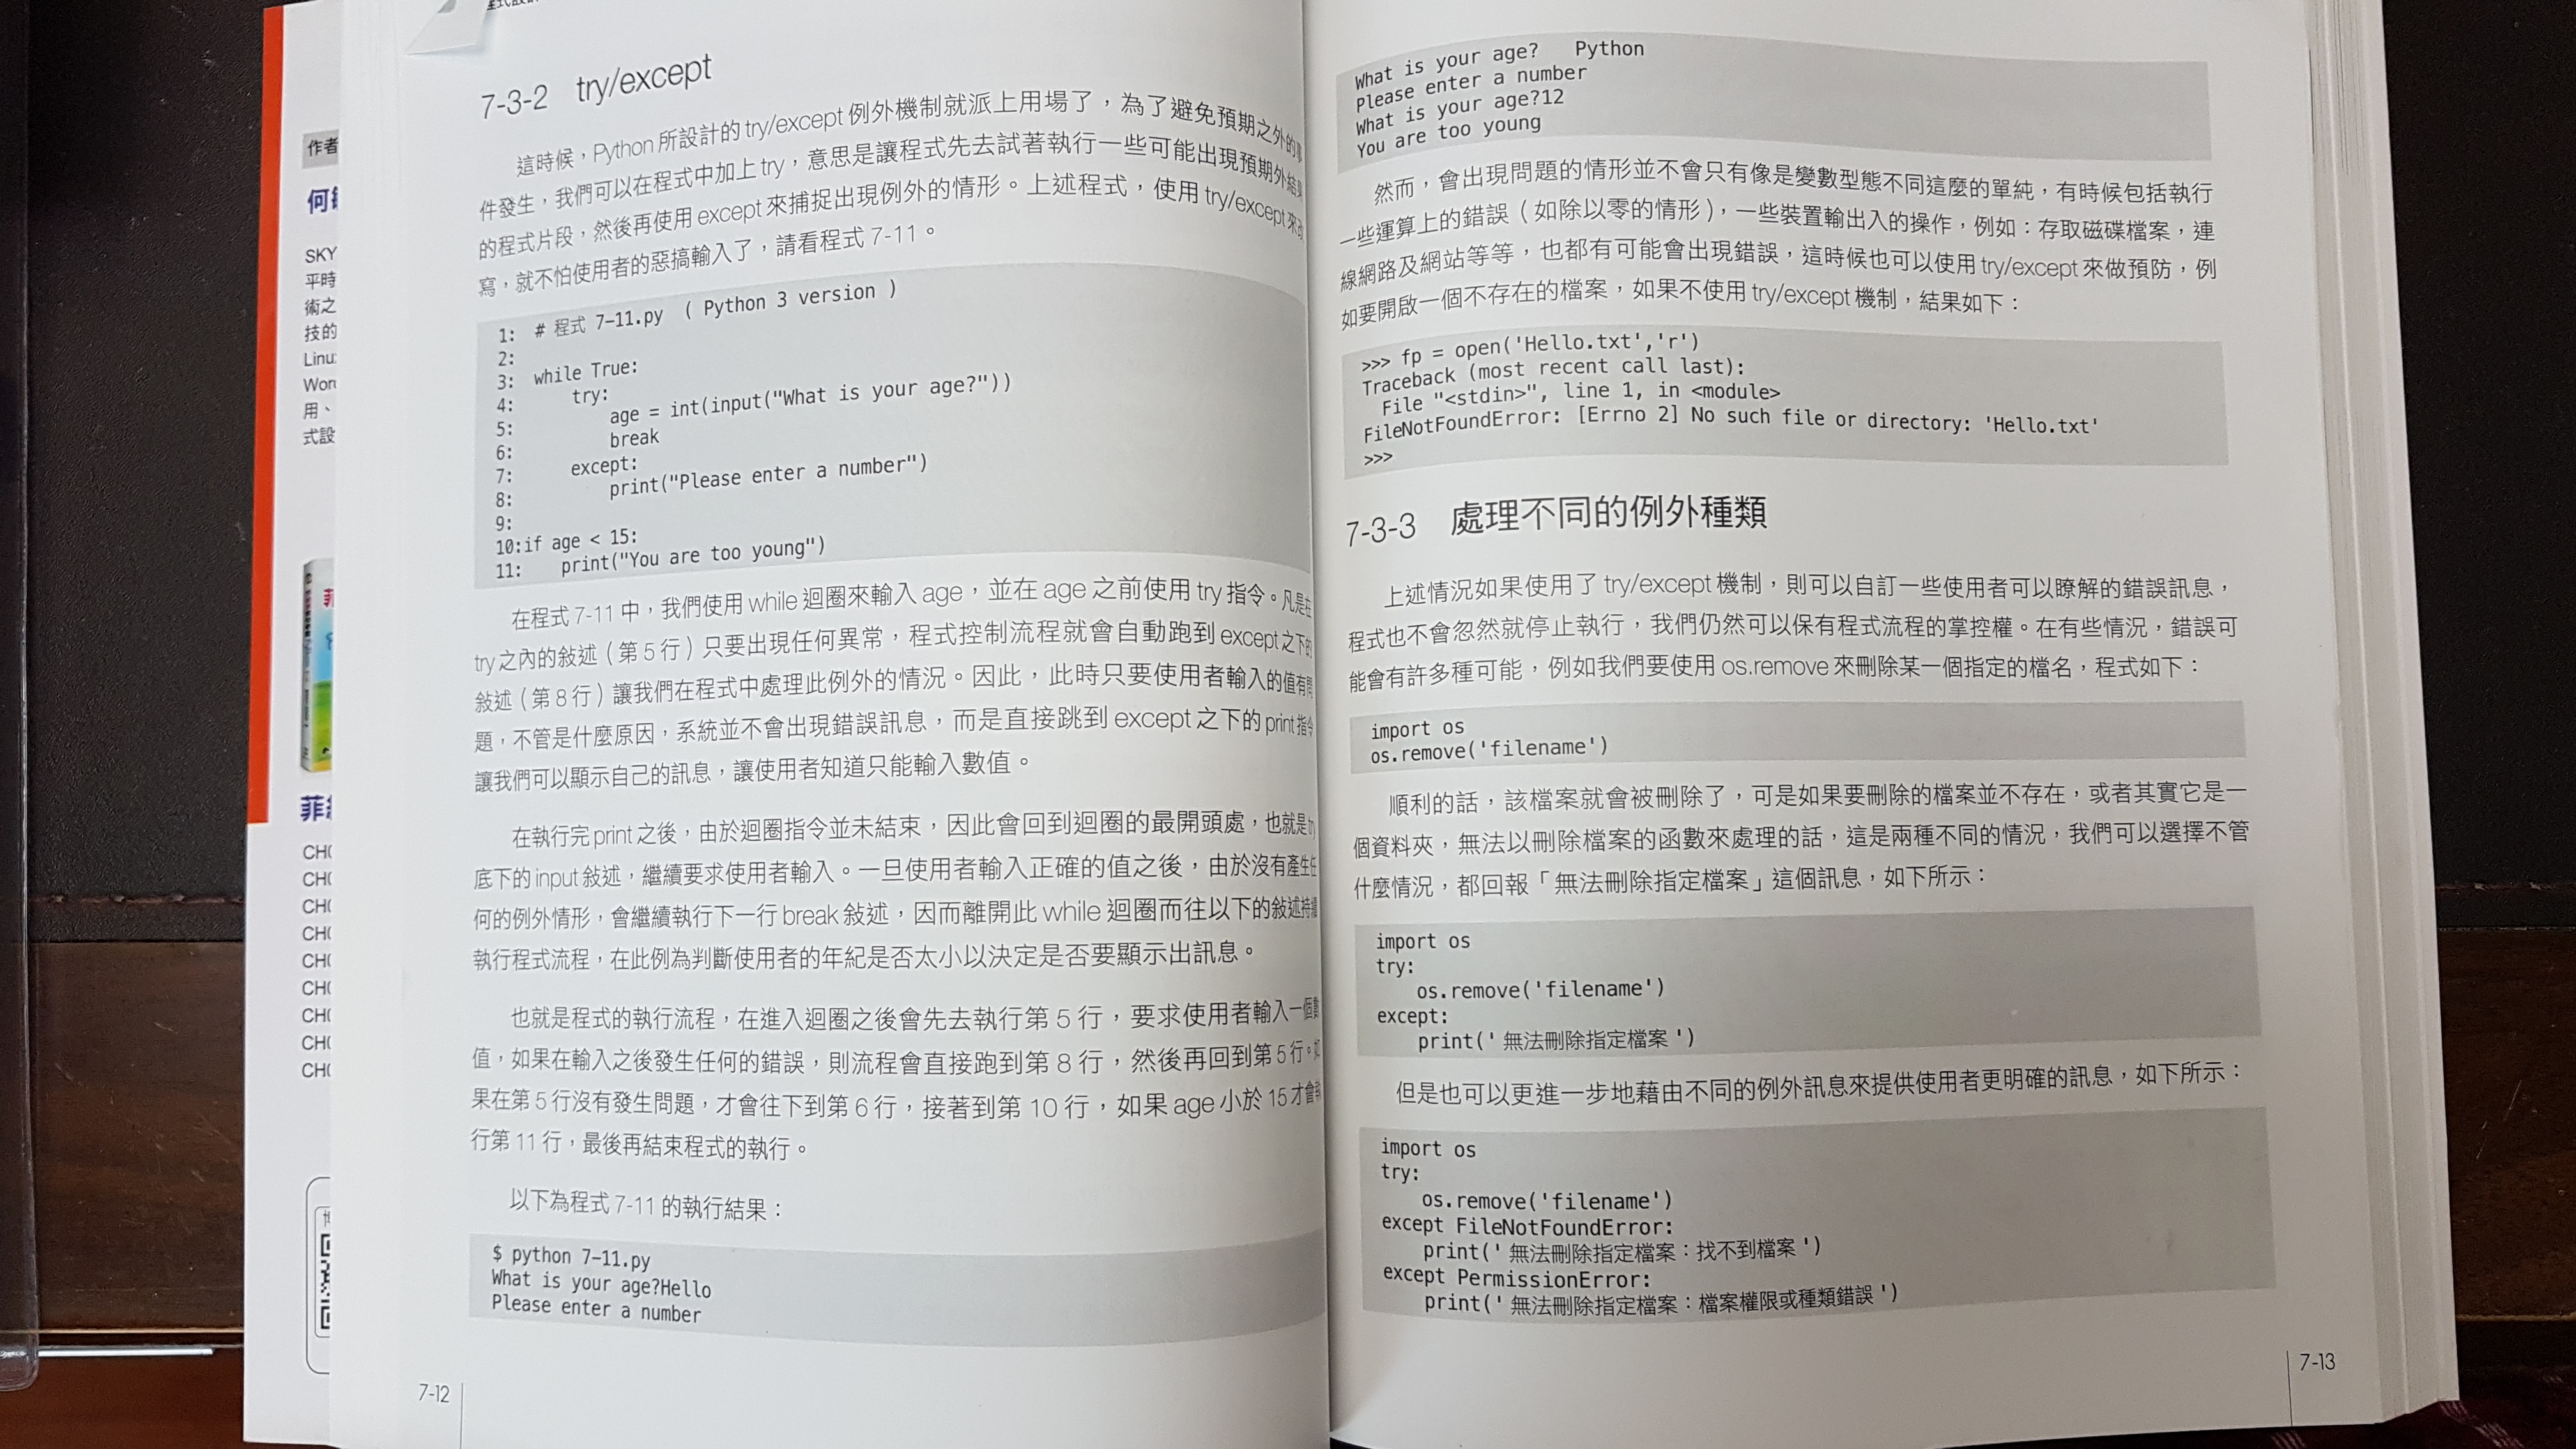 作者
何
SKY
平時
術之
技的
Linu
Wor
用、
式設
CHO
CHO
CHO
CHO
CHO
CHO
CHO
CHO
CHO
7-3-2 try/except
這時候，Python 所設計的 try/except 例外機制就派上用場了，為了避免預期之外的事
件發生，我們可以在程式中加上 try，意思是讓程式先去試著執行一些可能出現預期外結果
的程式片段，然後再使用 except 來捕捉出現例外的情形。上述程式，使用 try/except 來改
寫，就不怕使用者的惡搞輸入了，請看程式 7-11。
1: # 程式 7-11.py ( Python 3 version )
2:
3: while True:
4: try:
5: age = int(input("What is your age?"))
6: break
7: except:
8: print("Please enter a number")
9:
10:if age < 15:
11: print("You are too young")
在程式 7-11 中，我們使用 while 迴圈來輸入 age，並在 age 之前使用 try 指令。凡是在
try 之內的敍述（第 5 行）只要出現任何異常，程式控制流程就會自動跑到 except 之下的
敍述（第 8 行）讓我們在程式中處理此例外的情況。因此，此時只要使用者輸入的值有問
題，不管是什麼原因，系統並不會出現錯誤訊息，而是直接跳到 except 之下的 print 指令
讓我們可以顯示自己的訊息，讓使用者知道只能輸入數值。
在執行完 print 之後，由於迴圈指令並未結束，因此會回到迴圈的最開頭處，也就是 try
底下的 input 敍述，繼續要求使用者輸入。一旦使用者輸入正確的值之後，由於沒有產生任
何的例外情形，會繼續執行下一行 break 敍述，因而離開此 while 迴圈而往以下的敍述持續
執行程式流程，在此例為判斷使用者的年紀是否太小以決定是否要顯示出訊息。
也就是程式的執行流程，在進入迴圈之後會先去執行第 5 行，要求使用者輸入一個數
值，如果在輸入之後發生任何的錯誤，則流程會直接跑到第 8 行，然後再回到第 5 行。如
果在第 5 行沒有發生問題，才會往下到第 6 行，接著到第 10 行，如果 age 小於 15 才會執
行第 11 行，最後再結束程式的執行。
以下為程式 7-11 的執行結果：
$ python 7-11.py
What is your age?Hello
Please enter a number
7-12
What is your age? Python
Please enter a number
What is your age?12
You are too young
然而，會出現問題的情形並不會只有像是變數型態不同這麼的單純，有時候包括執行
一些運算上的錯誤（如除以零的情形），一些裝置輸出入的操作，例如：存取磁碟檔案，連
線網路及網站等等，也都有可能會出現錯誤，這時候也可以使用 try/except 來做預防，例
如要開啟一個不存在的檔案，如果不使用 try/except 機制，結果如下：
>>> fp = open('Hello.txt','r')
Traceback (most recent call last):
File "<stdin>", line 1, in <module>
FileNotFoundError: [Errno 2] No such file or directory: 'Hello.txt'
>>>
7-3-3 處理不同的例外種類
上述情況如果使用了 try/except 機制，則可以自訂一些使用者可以瞭解的錯誤訊息，
程式也不會忽然就停止執行，我們仍然可以保有程式流程的掌控權。在有些情況，錯誤可
能會有許多種可能，例如我們要使用 os.remove 來刪除某一個指定的檔名，程式如下：
import os
os.remove('filename')
順利的話，該檔案就會被刪除了，可是如果要刪除的檔案並不存在，或者其實它是一
個資料夾，無法以刪除檔案的函數來處理的話，這是兩種不同的情況，我們可以選擇不管
什麼情況，都回報「無法刪除指定檔案」這個訊息，如下所示：
import os
try:
os.remove('filename')
except:
print(' 無法刪除指定檔案 ')
但是也可以更進一步地藉由不同的例外訊息來提供使用者更明確的訊息，如下所示：
import os
try:
os.remove('filename')
except FileNotFoundError:
print(' 無法刪除指定檔案：找不到檔案 ')
except PermissionError:
print(' 無法刪除指定檔案：檔案權限或種類錯誤 ')
7-13